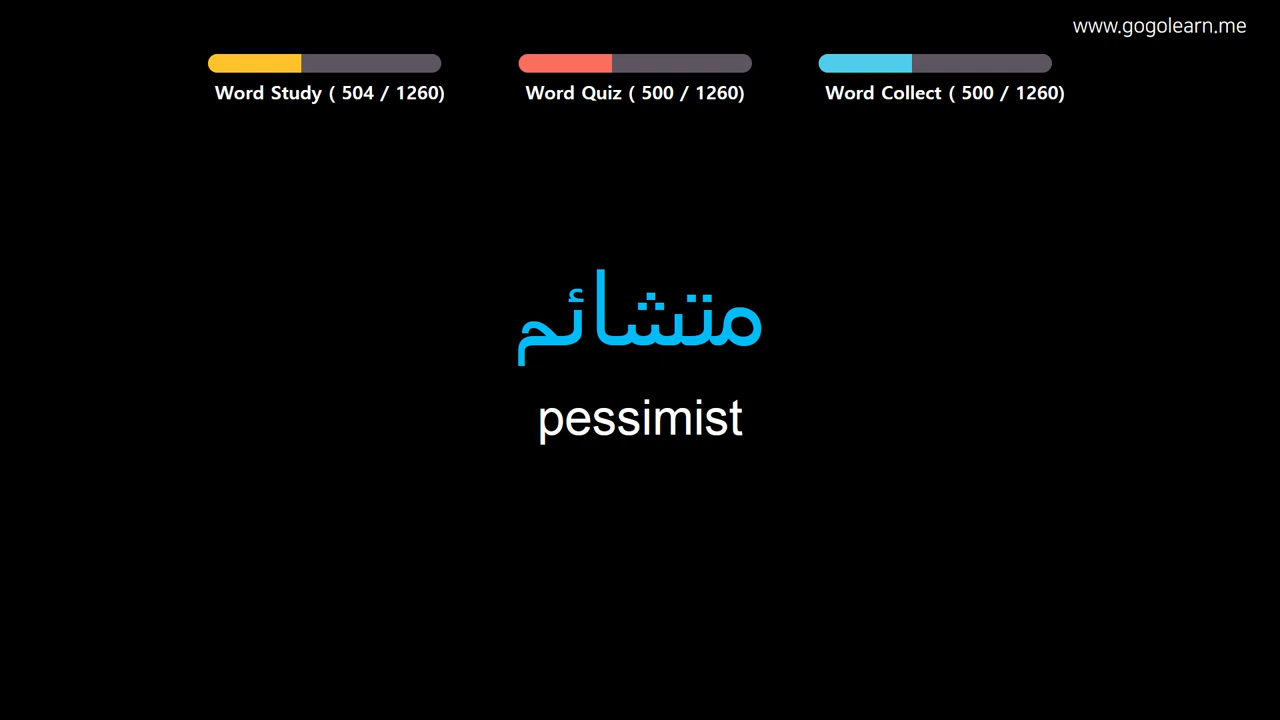 www.gogolearn.me
Word Study ( 504 / 1260)
Word Quiz ( 500 / 1260)
Word Collect ( 500 / 1260)
متشائم
pessimist